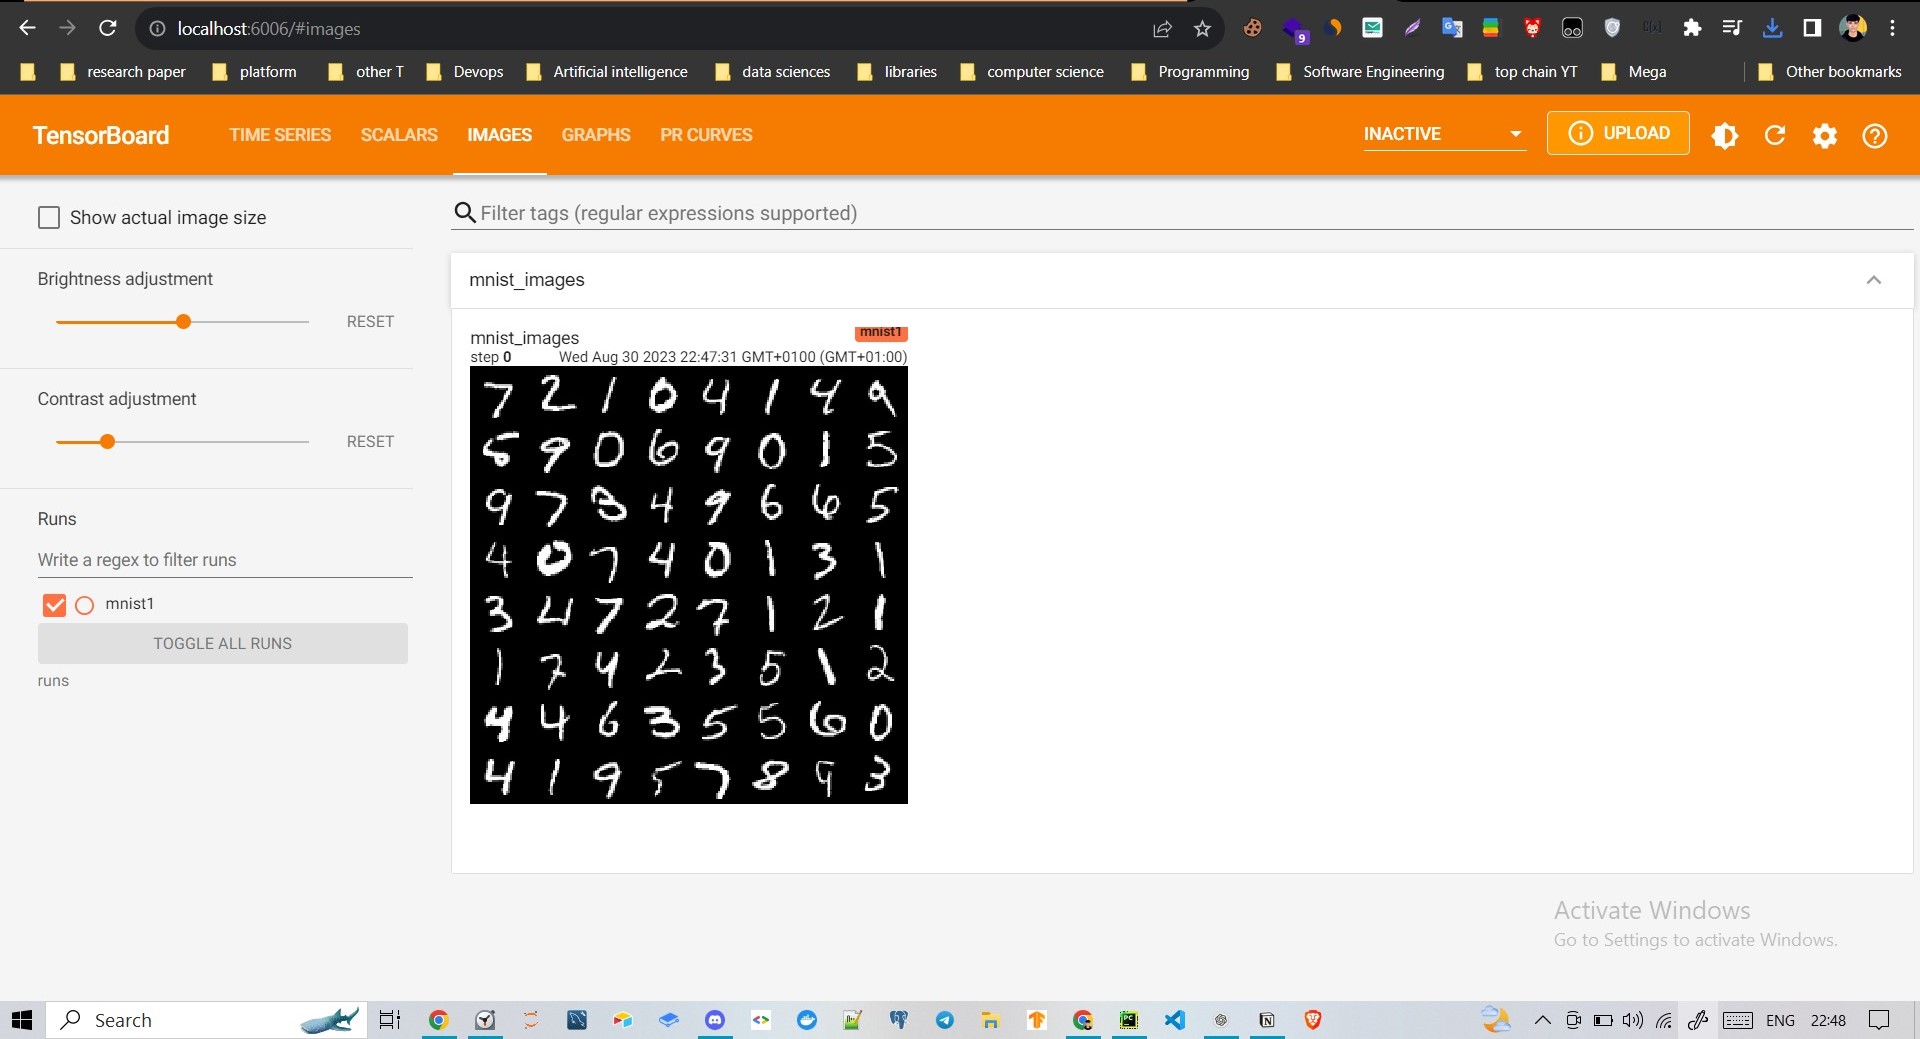 localhost:6006/#images
9
research paper platform other T Devops Artificial intelligence data sciences libraries computer science Programming Software Engineering top chain YT Mega Other bookmarks
TensorBoard TIME SERIES SCALARS IMAGES GRAPHS PR CURVES INACTIVE UPLOAD
Show actual image size
Filter tags (regular expressions supported)
Brightness adjustment
RESET
mnist_images
mnist_images mnist1
step 0 Wed Aug 30 2023 22:47:31 GMT+0100 (GMT+01:00)
Contrast adjustment
RESET
Runs
Write a regex to filter runs
mnist1
TOGGLE ALL RUNS
runs
7 2 1 0 4 1 4 9
5 9 0 6 9 0 1 5
9 7 3 4 9 6 6 5
4 0 7 4 0 1 3 1
3 4 7 2 7 1 2 1
1 7 4 2 3 5 1 2
4 4 6 3 5 5 6 0
4 1 9 5 7 8 9 3
Activate Windows
Go to Settings to activate Windows.
Search
ENG 22:48